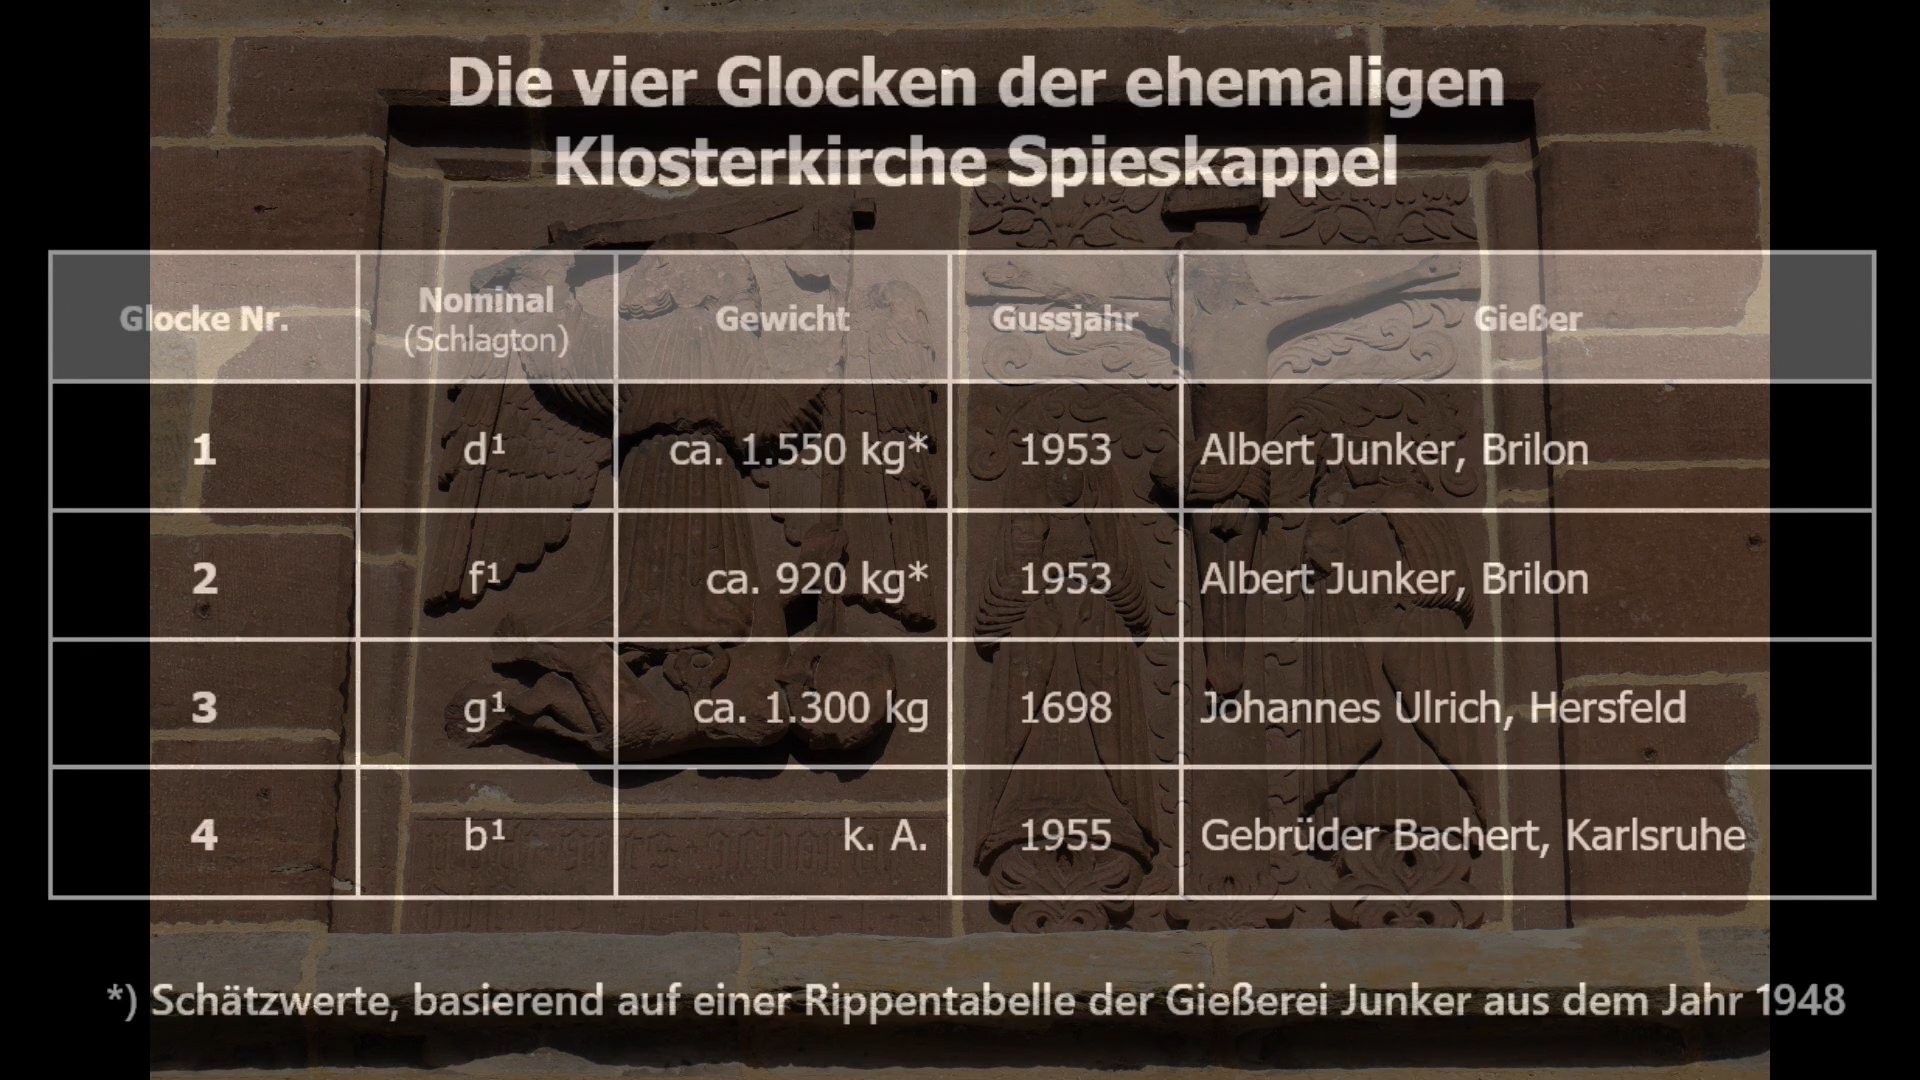 Die vier Glocken der ehemaligen
Klosterkirche Spieskappel
Glocke Nr. Nominal (Schlagton) Gewicht Gussjahr Gießer
1 d¹ ca. 1.550 kg* 1953 Albert Junker, Brilon
2 f¹ ca. 920 kg* 1953 Albert Junker, Brilon
3 g¹ ca. 1.300 kg 1698 Johannes Ulrich, Hersfeld
4 b¹ k. A. 1955 Gebrüder Bachert, Karlsruhe
*) Schätzwerte, basierend auf einer Rippentabelle der Gießerei Junker aus dem Jahr 1948